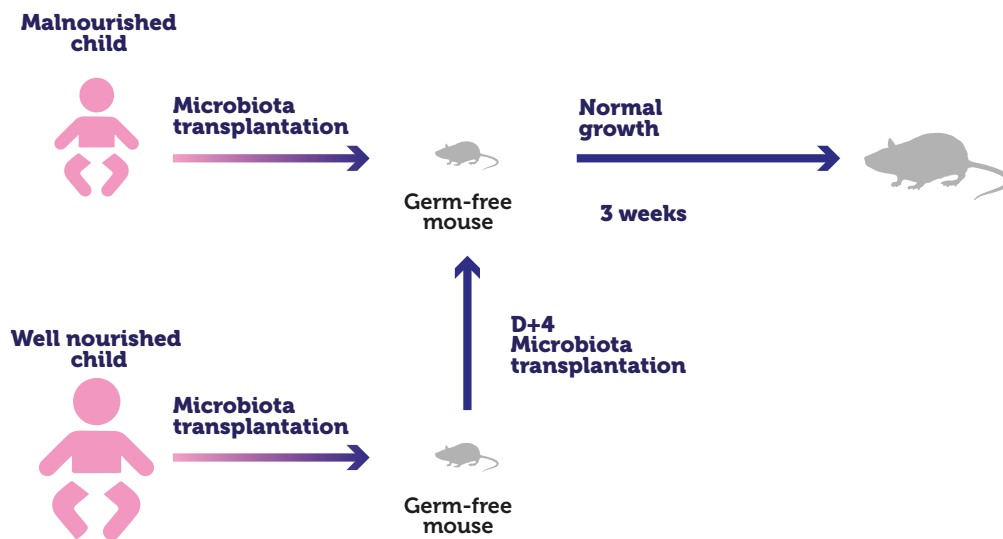 Malnourished
child
Microbiota
transplantation
Germ-free
mouse
Normal
growth
3 weeks
D+4
Microbiota
transplantation
Well nourished
child
Microbiota
transplantation
Germ-free
mouse